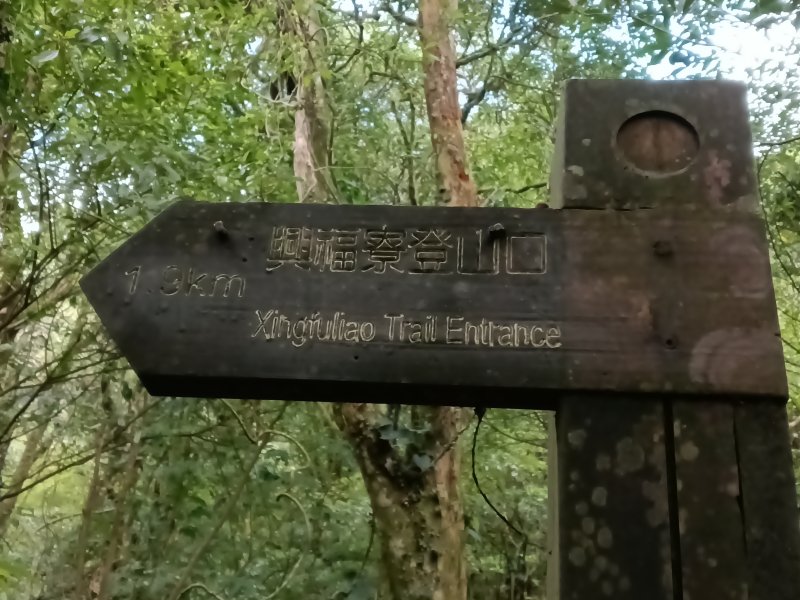 興福寮登山口
1.9km
Xingfuliao Trail Entrance